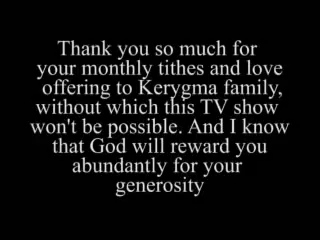 Thank you so much for
your monthly tithes and love
offering to Kerygma family,
without which this TV show
won't be possible. And I know
that God will reward you
abundantly for your
generosity